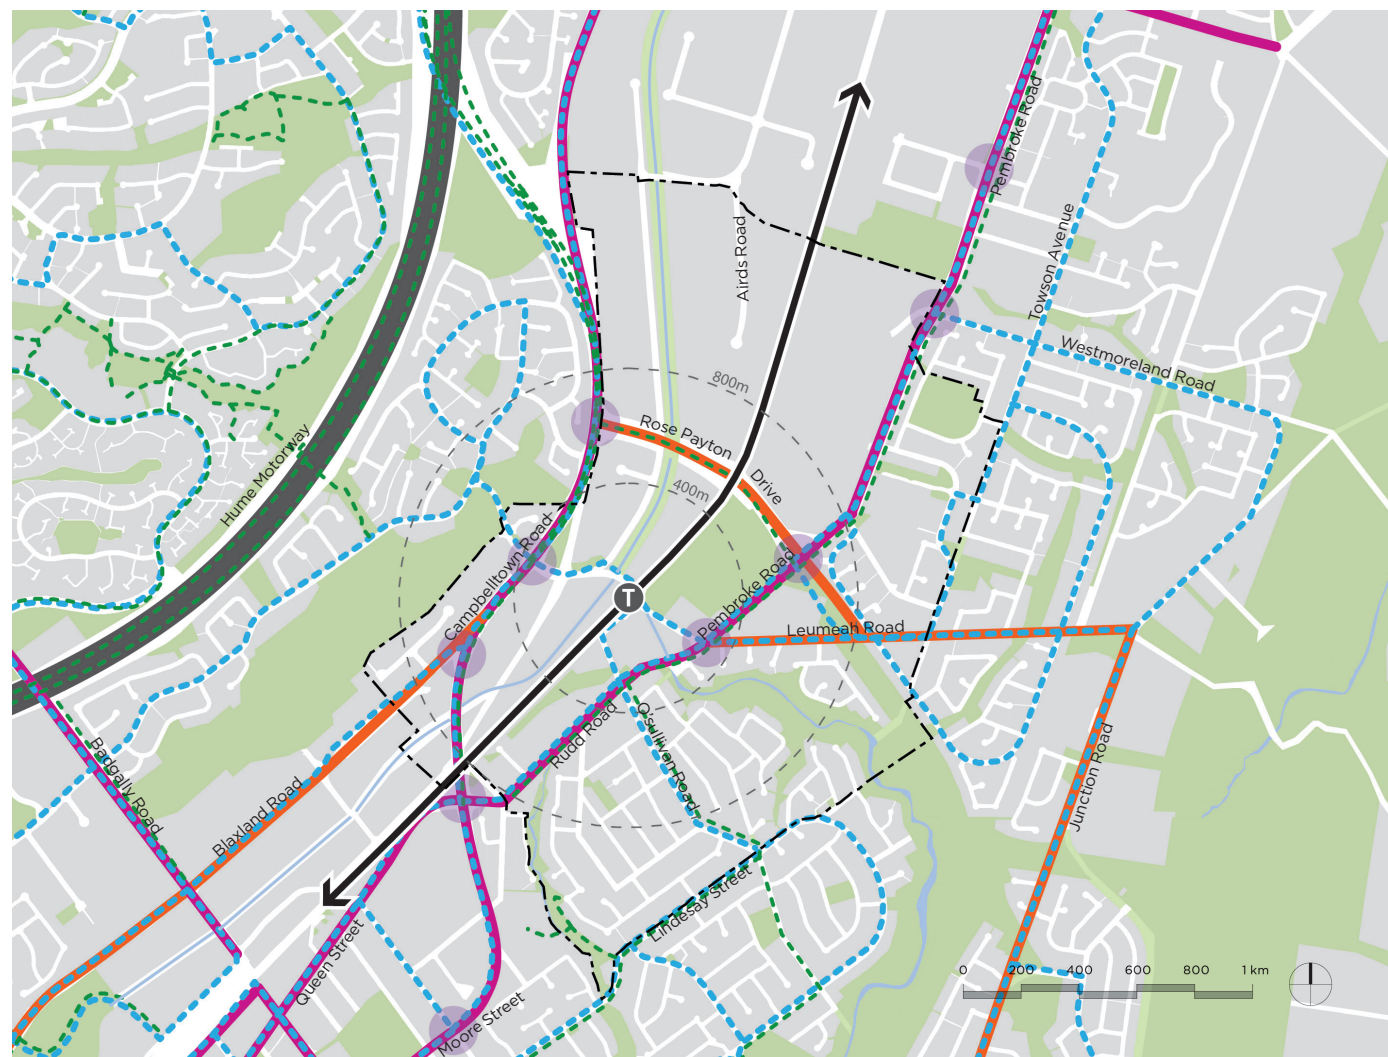 Pembroke Road
Airds Road
Towson Avenue
Westmoreland Road
800m
Rose Payton
Drive
400m
Hume Motorway
Campbelltown Road
T
Pembroke Road
Leumeah Road
Rudd Road
O'sullivan Road
Badgally Road
Blaxland Road
Junction Road
Lindesay Street
Queen Street
Moore Street
0 200 400 600 800 1 km